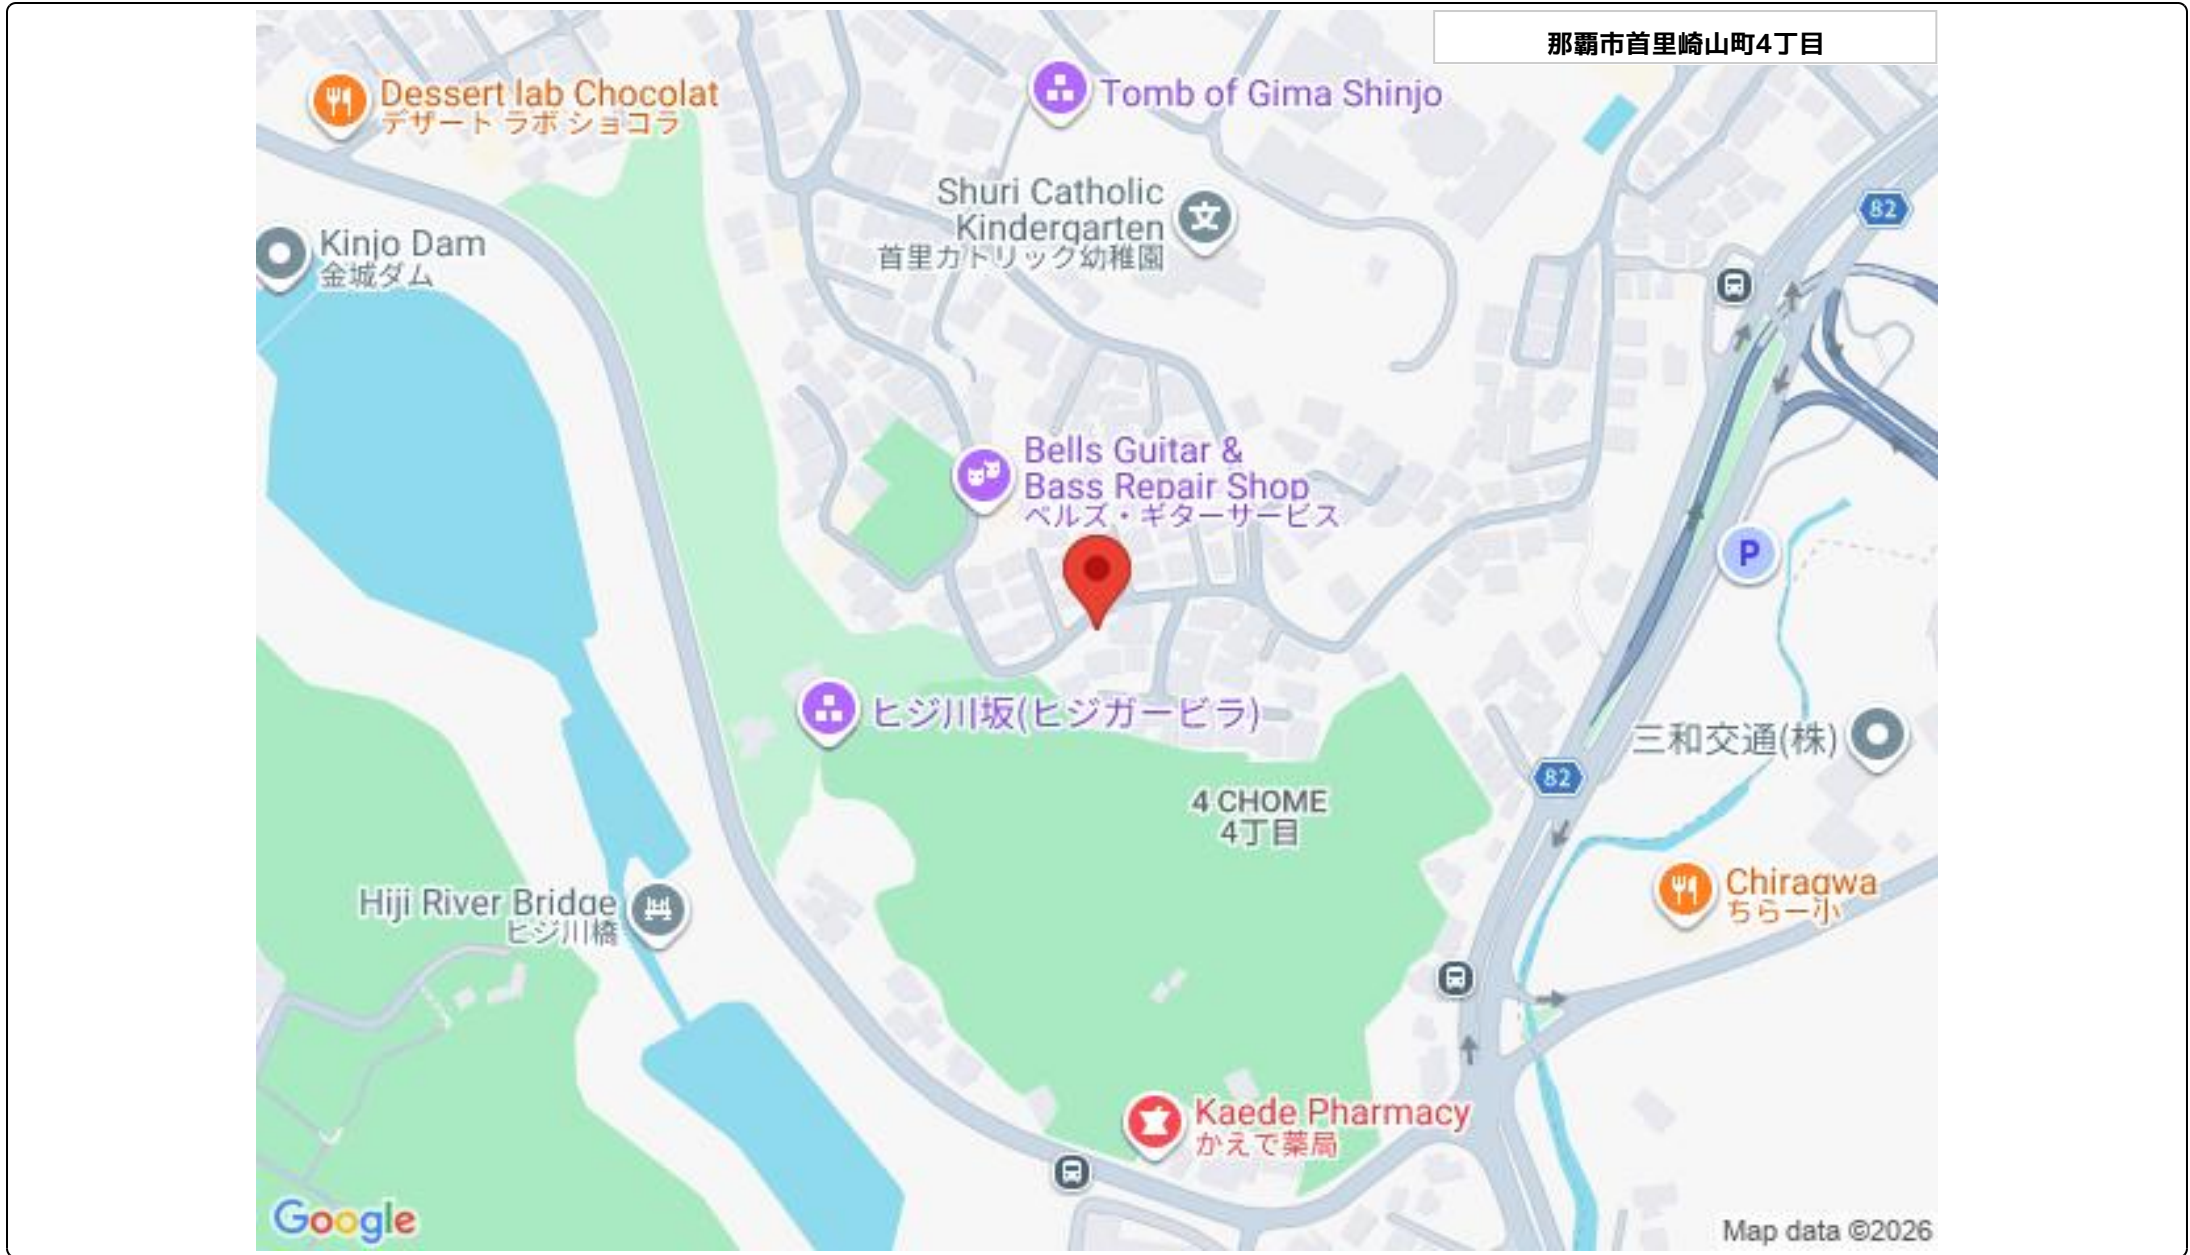 那覇市首里崎山町4丁目
Dessert lab Chocolat
デザート ラボ ショコラ
Tomb of Gima Shinjo
Shuri Catholic
Kindergarten
首里カトリック幼稚園
82
Kinjo Dam
金城ダム
Bells Guitar &
Bass Repair Shop
ベルズ・ギターサービス
P
ヒジ川坂(ヒジガービラ)
三和交通(株)
82
4 CHOME
4丁目
Chiragwa
ちらー小
Hiji River Bridge
ヒジ川橋
Kaede Pharmacy
かえで薬局
Google
Map data ©2026